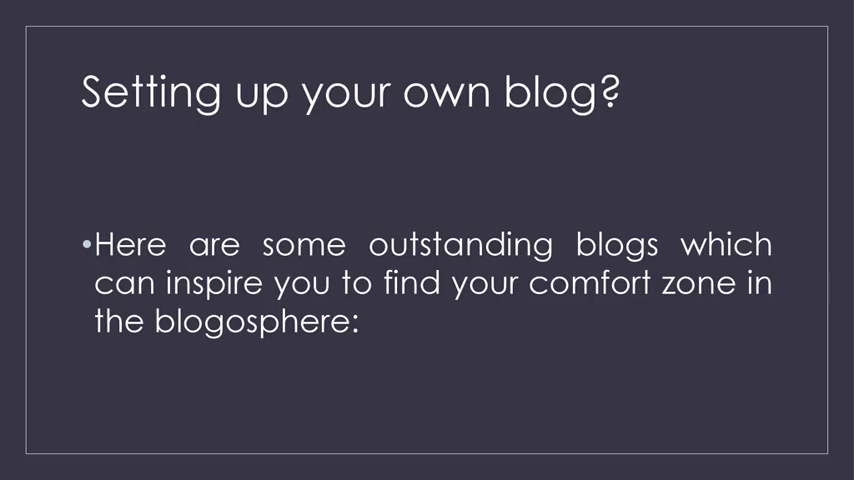 Setting up your own blog?
•Here are some outstanding blogs which
can inspire you to find your comfort zone in
the blogosphere: